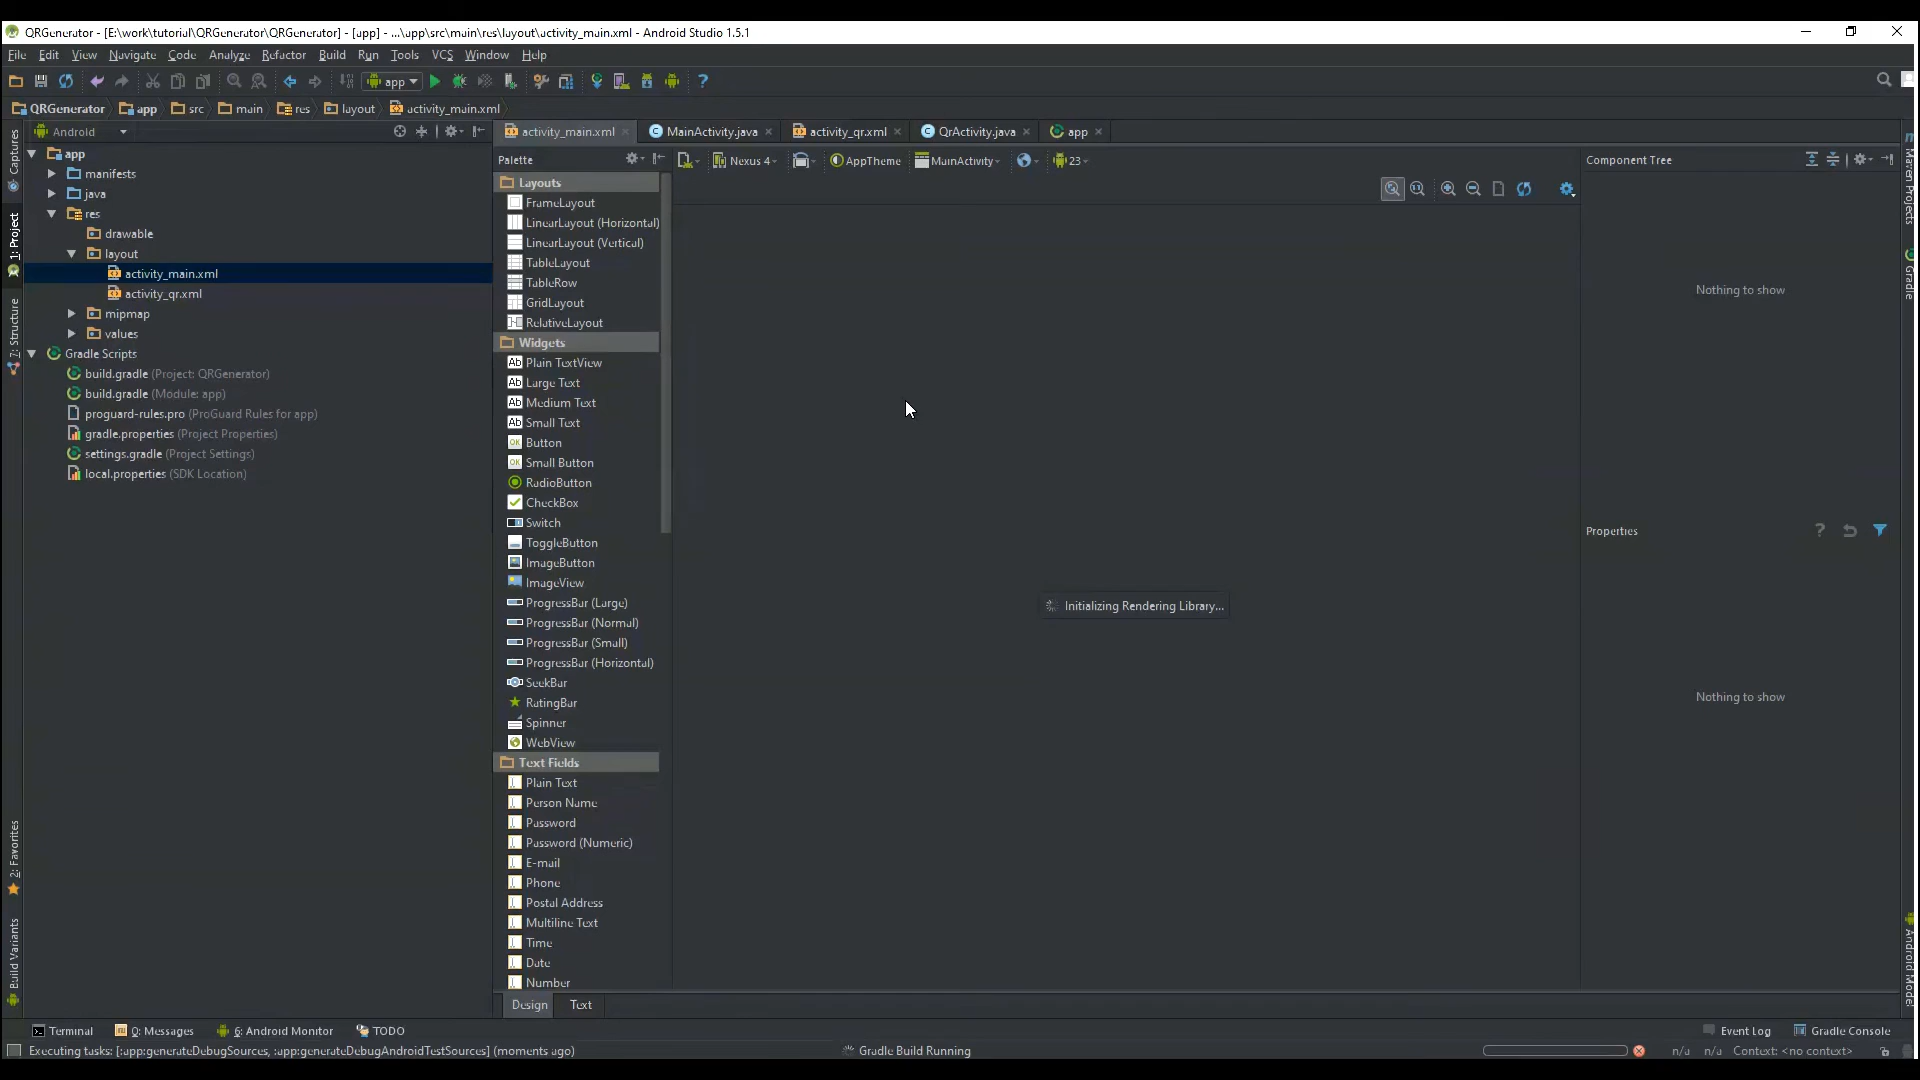 QRGenerator - [E:\work\tutorial\QRGenerator\QRGenerator] - [app] - ...\app\src\main\res\layout\activity_main.xml - Android Studio 1.5.1
File Edit View Navigate Code Analyze Refactor Build Run Tools VCS Window Help
app
QRGenerator app src main res layout activity_main.xml
Android
activity_main.xml MainActivity.java activity_qr.xml QrActivity.java app
Captures
1: Project
7: Structure
2: Favorites
Build Variants
app
manifests
java
res
drawable
layout
activity_main.xml
activity_qr.xml
mipmap
values
Gradle Scripts
build.gradle (Project: QRGenerator)
build.gradle (Module: app)
proguard-rules.pro (ProGuard Rules for app)
gradle.properties (Project Properties)
settings.gradle (Project Settings)
local.properties (SDK Location)
Palette
Layouts
FrameLayout
LinearLayout (Horizontal)
LinearLayout (Vertical)
TableLayout
TableRow
GridLayout
RelativeLayout
Widgets
Ab Plain TextView
Ab Large Text
Ab Medium Text
Ab Small Text
OK Button
OK Small Button
RadioButton
CheckBox
Switch
ToggleButton
ImageButton
ImageView
ProgressBar (Large)
ProgressBar (Normal)
ProgressBar (Small)
ProgressBar (Horizontal)
SeekBar
RatingBar
Spinner
WebView
Text Fields
Plain Text
Person Name
Password
Password (Numeric)
E-mail
Phone
Postal Address
Multiline Text
Time
Date
Number
Nexus 4 AppTheme MainActivity 23
Initializing Rendering Library...
Component Tree
Nothing to show
Properties
Nothing to show
Maven Projects
Gradle
Android Model
Design Text
Terminal 0: Messages 6: Android Monitor TODO
Event Log Gradle Console
Executing tasks: [:app:generateDebugSources, :app:generateDebugAndroidTestSources] (moments ago)
Gradle Build Running
n/a n/a Context: <no context>